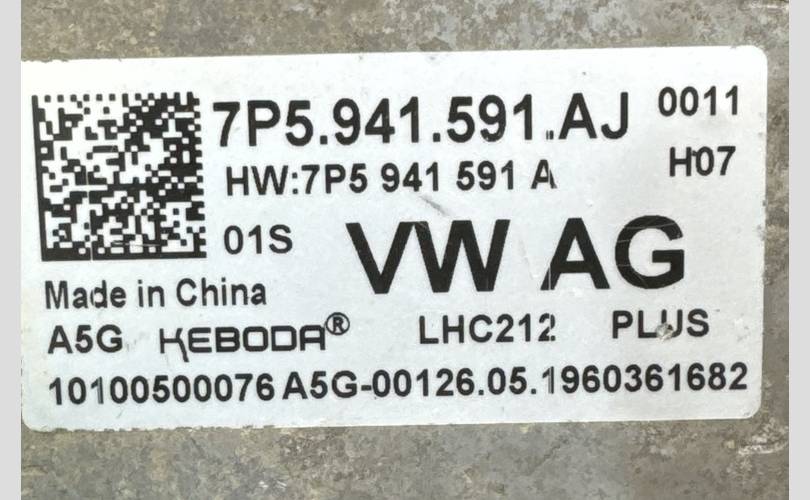 7P5.941.591.AJ 0011
HW:7P5 941 591 A H07
01S VW AG
Made in China
A5G KEBODA® LHC212 PLUS
10100500076 A5G-00126.05.1960361682